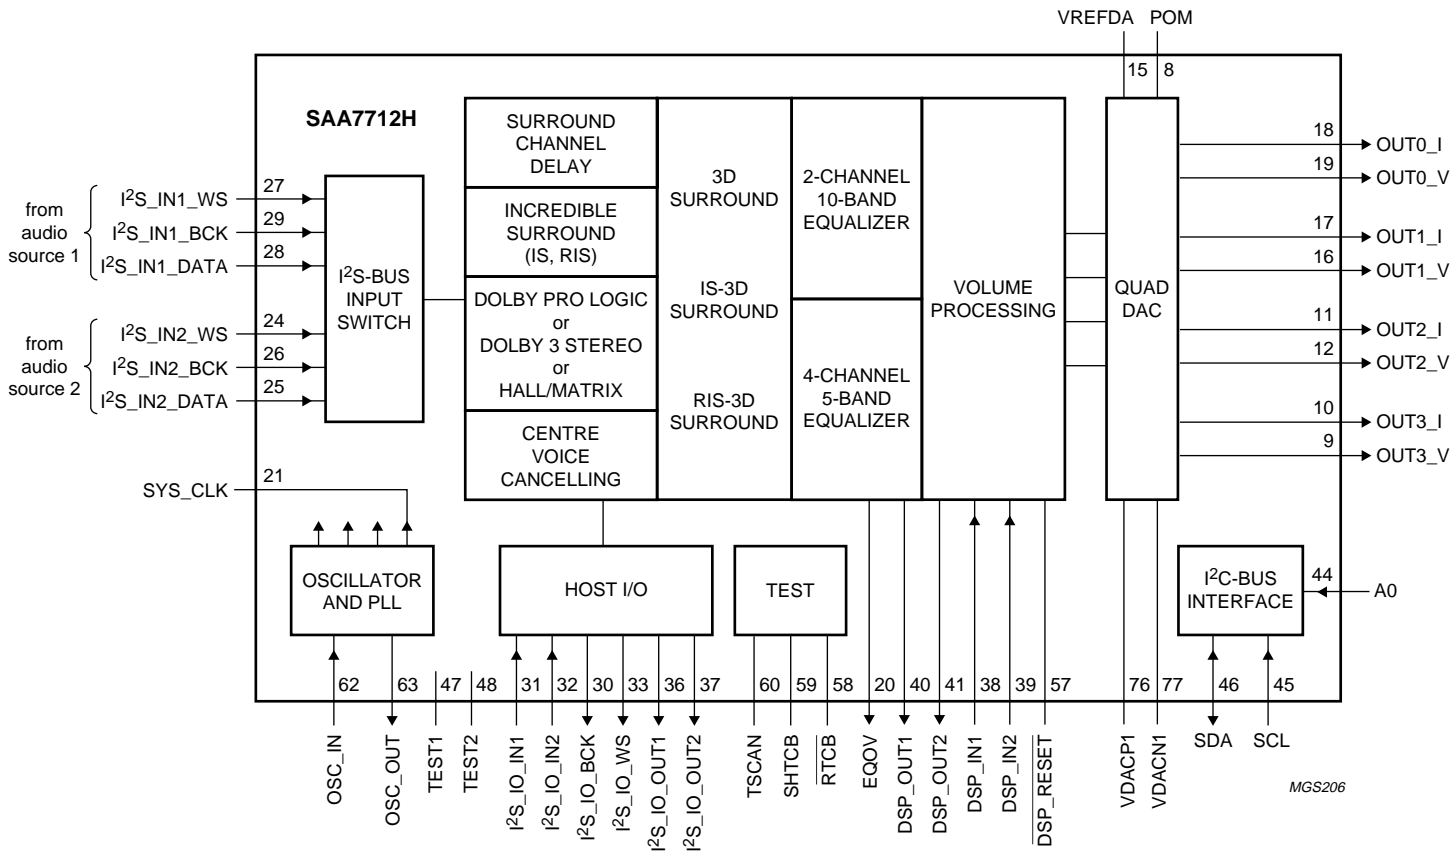 VREFDA POM
15 8
SAA7712H
from
audio
source 1
I²S_IN1_WS 27
I²S_IN1_BCK 29
I²S_IN1_DATA 28
from
audio
source 2
I²S_IN2_WS 24
I²S_IN2_BCK 26
I²S_IN2_DATA 25
I²S-BUS
INPUT
SWITCH
SURROUND
CHANNEL
DELAY
INCREDIBLE
SURROUND
(IS, RIS)
DOLBY PRO LOGIC
or
DOLBY 3 STEREO
or
HALL/MATRIX
CENTRE
VOICE
CANCELLING
3D
SURROUND
IS-3D
SURROUND
RIS-3D
SURROUND
2-CHANNEL
10-BAND
EQUALIZER
4-CHANNEL
5-BAND
EQUALIZER
VOLUME
PROCESSING
QUAD
DAC
18 OUT0_I
19 OUT0_V
17 OUT1_I
16 OUT1_V
11 OUT2_I
12 OUT2_V
10 OUT3_I
9 OUT3_V
SYS_CLK 21
OSCILLATOR
AND PLL
HOST I/O
TEST
I²C-BUS
INTERFACE
44 A0
62 63 47 48 31 32 30 33 36 37 60 59 58 20 40 41 38 39 57 76 77 46 45
OSC_IN
OSC_OUT
TEST1
TEST2
I²S_IO_IN1
I²S_IO_IN2
I²S_IO_BCK
I²S_IO_WS
I²S_IO_OUT1
I²S_IO_OUT2
TSCAN
SHTCB
RTCB
EQOV
DSP_OUT1
DSP_OUT2
DSP_IN1
DSP_IN2
DSP_RESET
VDACP1
VDACN1
SDA
SCL
MGS206